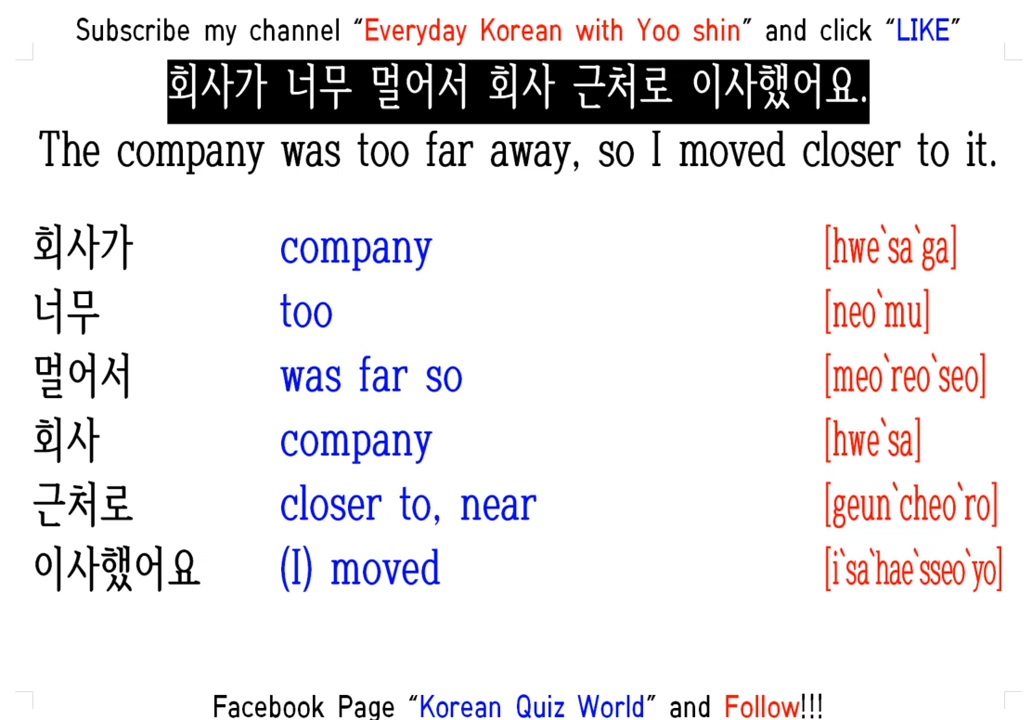 Subscribe my channel “Everyday Korean with Yoo shin” and click “LIKE”
회사가 너무 멀어서 회사 근처로 이사했어요.
The company was too far away, so I moved closer to it.
회사가 company [hwe`sa`ga]
너무 too [neo`mu]
멀어서 was far so [meo`reo`seo]
회사 company [hwe`sa]
근처로 closer to, near [geun`cheo`ro]
이사했어요 (I) moved [i`sa`hae`sseo`yo]
Facebook Page “Korean Quiz World” and Follow!!!